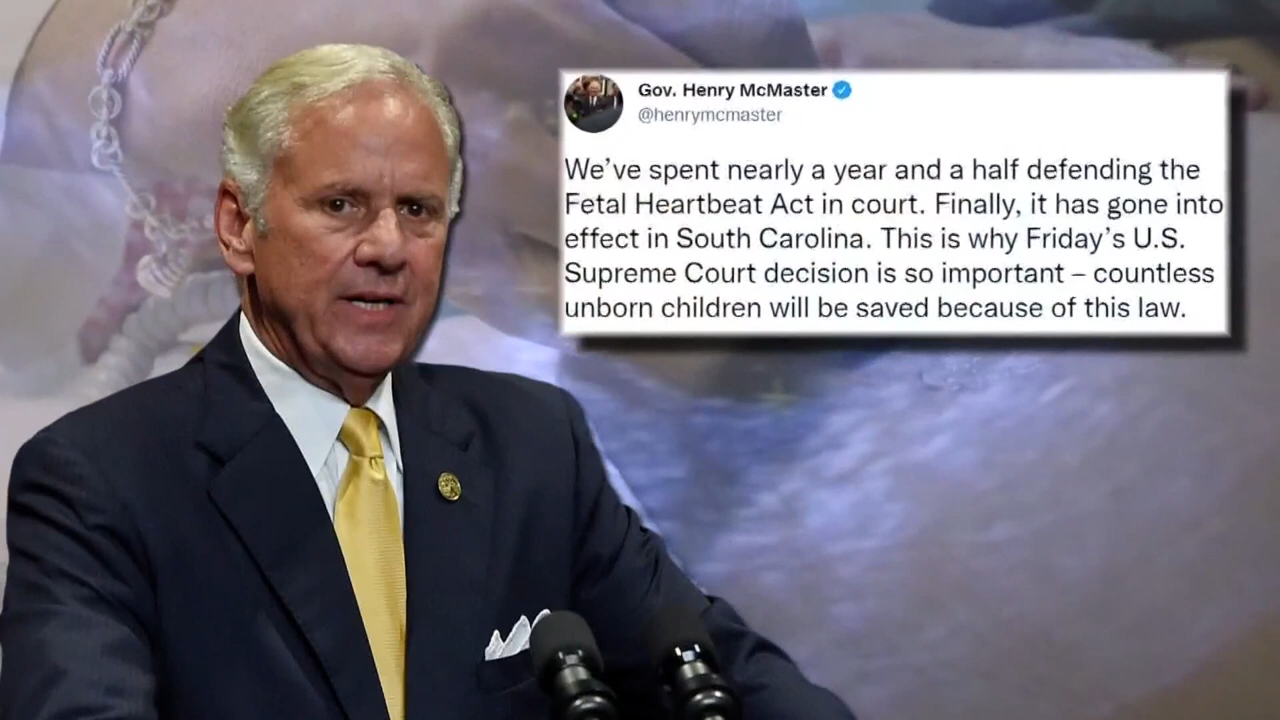 Gov. Henry McMaster
@henrymcmaster
We’ve spent nearly a year and a half defending the
Fetal Heartbeat Act in court. Finally, it has gone into
effect in South Carolina. This is why Friday’s U.S.
Supreme Court decision is so important – countless
unborn children will be saved because of this law.